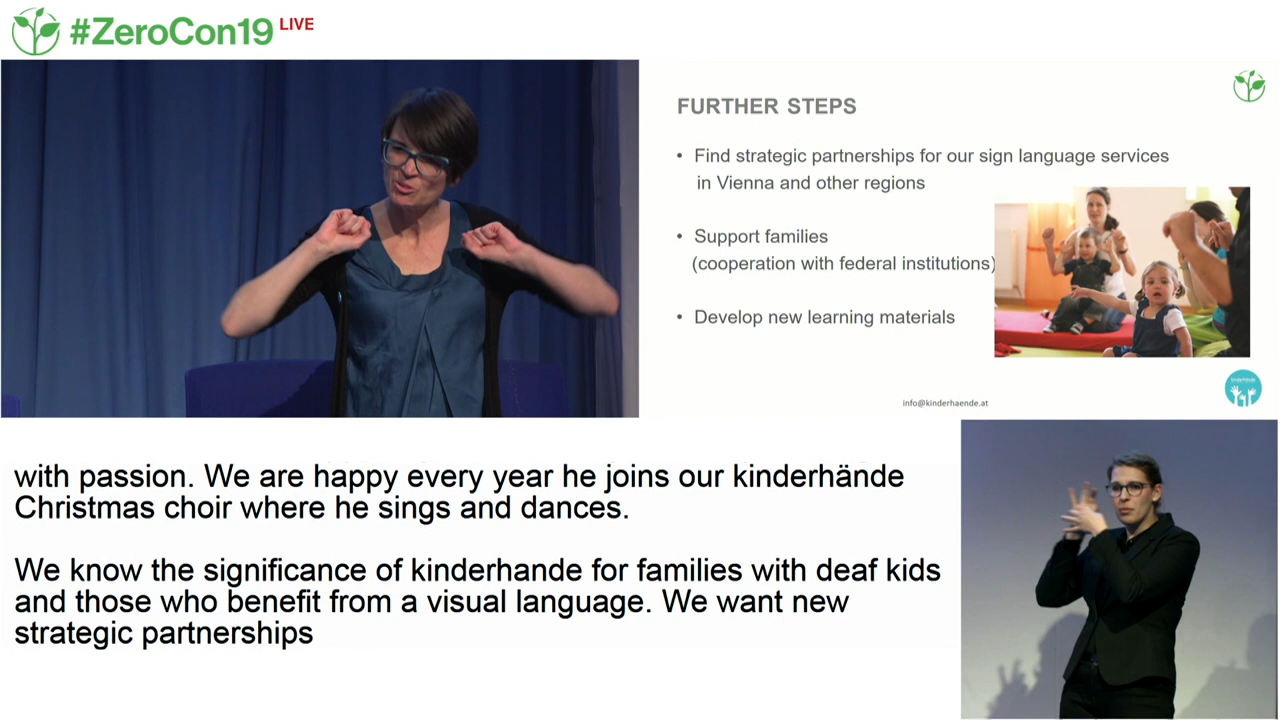 #ZeroCon19 LIVE
FURTHER STEPS
• Find strategic partnerships for our sign language services
in Vienna and other regions
• Support families
(cooperation with federal institutions)
• Develop new learning materials
kinderhände
info@kinderhaende.at
with passion. We are happy every year he joins our kinderhände
Christmas choir where he sings and dances.
We know the significance of kinderhande for families with deaf kids
and those who benefit from a visual language. We want new
strategic partnerships